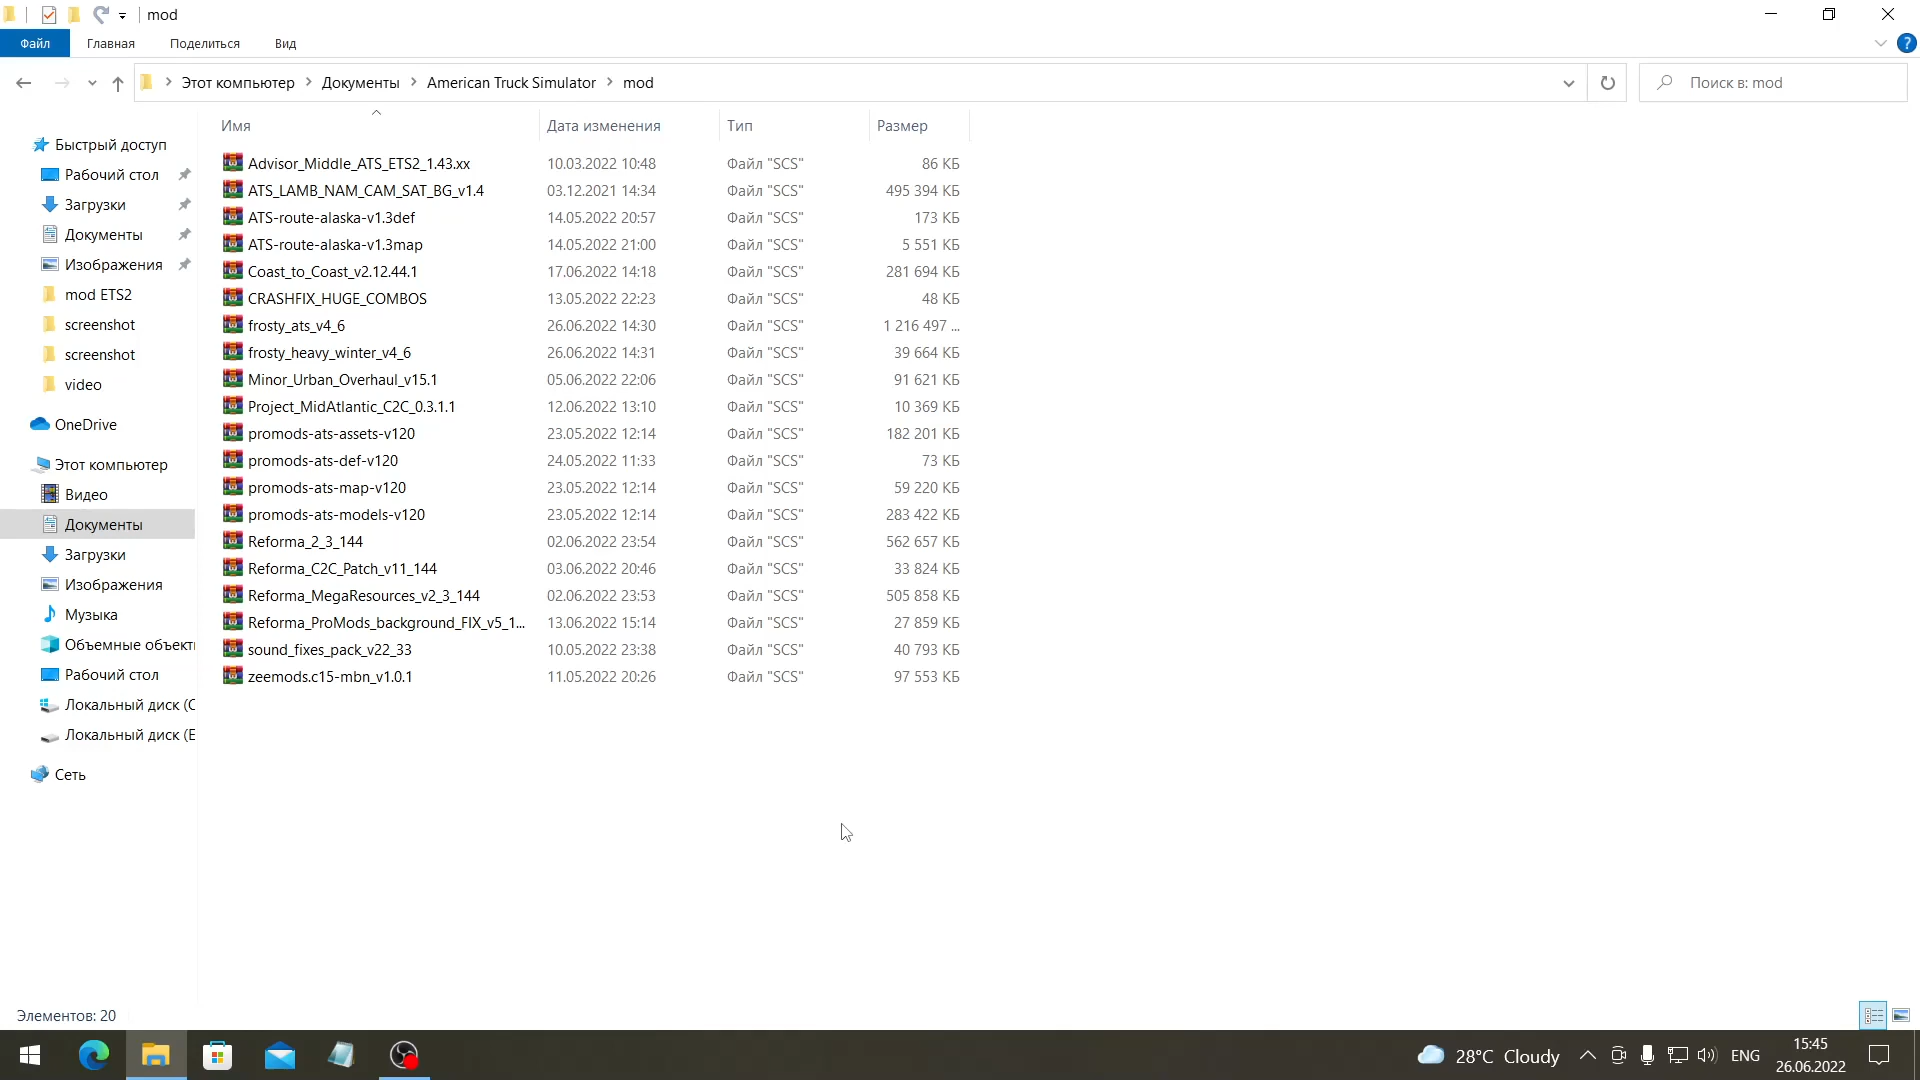 mod
Файл Главная Поделиться Вид
Этот компьютер Документы American Truck Simulator mod Поиск в: mod
Имя Дата изменения Тип Размер
Быстрый доступ
Рабочий стол
Загрузки
Документы
Изображения
mod ETS2
screenshot
screenshot
video
OneDrive
Этот компьютер
Видео
Документы
Загрузки
Изображения
Музыка
Объемные объекти
Рабочий стол
Локальный диск (C
Локальный диск (E
Сеть
Advisor_Middle_ATS_ETS2_1.43.xx 10.03.2022 10:48 Файл "SCS" 86 КБ
ATS_LAMB_NAM_CAM_SAT_BG_v1.4 03.12.2021 14:34 Файл "SCS" 495 394 КБ
ATS-route-alaska-v1.3def 14.05.2022 20:57 Файл "SCS" 173 КБ
ATS-route-alaska-v1.3map 14.05.2022 21:00 Файл "SCS" 5 551 КБ
Coast_to_Coast_v2.12.44.1 17.06.2022 14:18 Файл "SCS" 281 694 КБ
CRASHFIX_HUGE_COMBOS 13.05.2022 22:23 Файл "SCS" 48 КБ
frosty_ats_v4_6 26.06.2022 14:30 Файл "SCS" 1 216 497 ...
frosty_heavy_winter_v4_6 26.06.2022 14:31 Файл "SCS" 39 664 КБ
Minor_Urban_Overhaul_v15.1 05.06.2022 22:06 Файл "SCS" 91 621 КБ
Project_MidAtlantic_C2C_0.3.1.1 12.06.2022 13:10 Файл "SCS" 10 369 КБ
promods-ats-assets-v120 23.05.2022 12:14 Файл "SCS" 182 201 КБ
promods-ats-def-v120 24.05.2022 11:33 Файл "SCS" 73 КБ
promods-ats-map-v120 23.05.2022 12:14 Файл "SCS" 59 220 КБ
promods-ats-models-v120 23.05.2022 12:14 Файл "SCS" 283 422 КБ
Reforma_2_3_144 02.06.2022 23:54 Файл "SCS" 562 657 КБ
Reforma_C2C_Patch_v11_144 03.06.2022 20:46 Файл "SCS" 33 824 КБ
Reforma_MegaResources_v2_3_144 02.06.2022 23:53 Файл "SCS" 505 858 КБ
Reforma_ProMods_background_FIX_v5_1... 13.06.2022 15:14 Файл "SCS" 27 859 КБ
sound_fixes_pack_v22_33 10.05.2022 23:38 Файл "SCS" 40 793 КБ
zeemods.c15-mbn_v1.0.1 11.05.2022 20:26 Файл "SCS" 97 553 КБ
Элементов: 20
28°C Cloudy ENG 15:45
26.06.2022